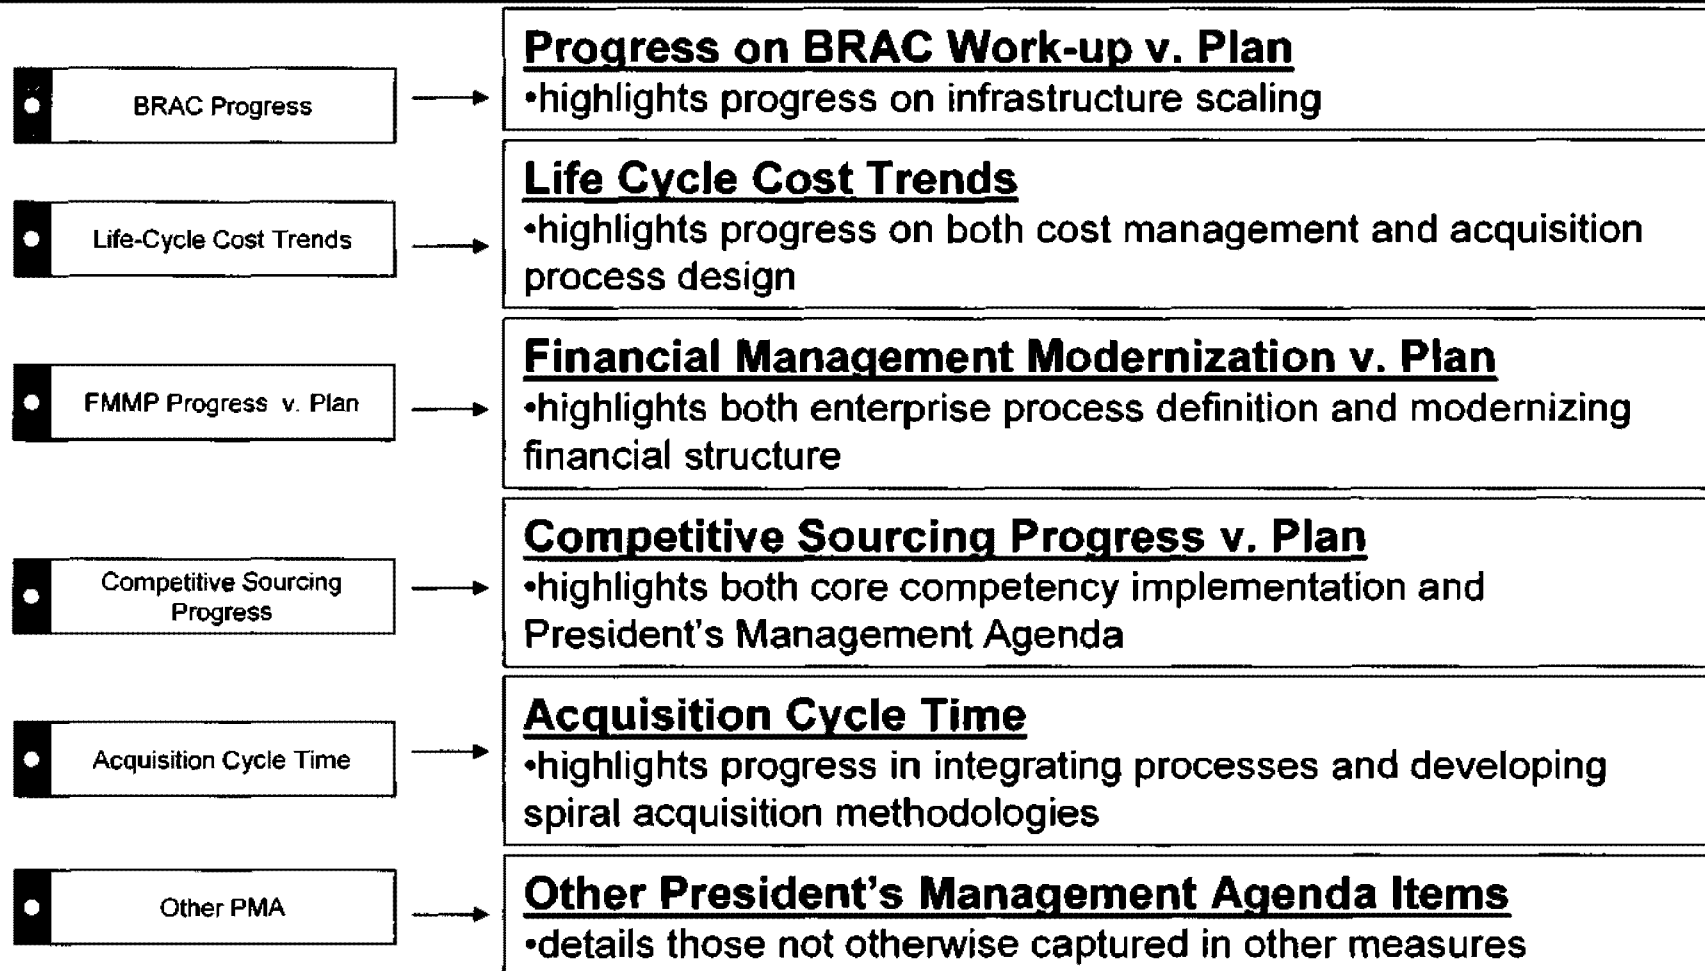 BRAC Progress
Progress on BRAC Work-up v. Plan
•highlights progress on infrastructure scaling
Life-Cycle Cost Trends
Life Cycle Cost Trends
•highlights progress on both cost management and acquisition
process design
FMMP Progress v. Plan
Financial Management Modernization v. Plan
•highlights both enterprise process definition and modernizing
financial structure
Competitive Sourcing
Progress
Competitive Sourcing Progress v. Plan
•highlights both core competency implementation and
President's Management Agenda
Acquisition Cycle Time
Acquisition Cycle Time
•highlights progress in integrating processes and developing
spiral acquisition methodologies
Other PMA
Other President's Management Agenda Items
•details those not otherwise captured in other measures